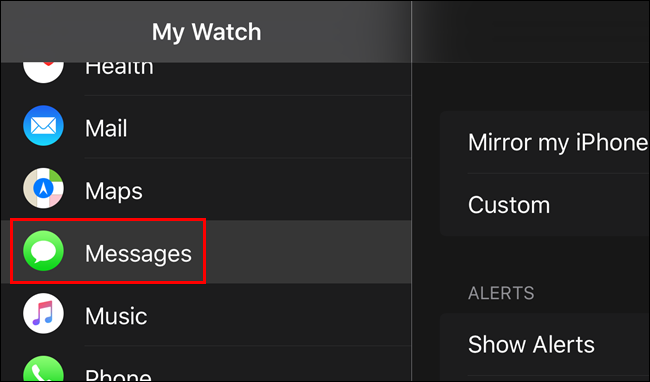 My Watch
Health
Mail
Maps
Messages
Music
Phone
Mirror my iPhone
Custom
ALERTS
Show Alerts